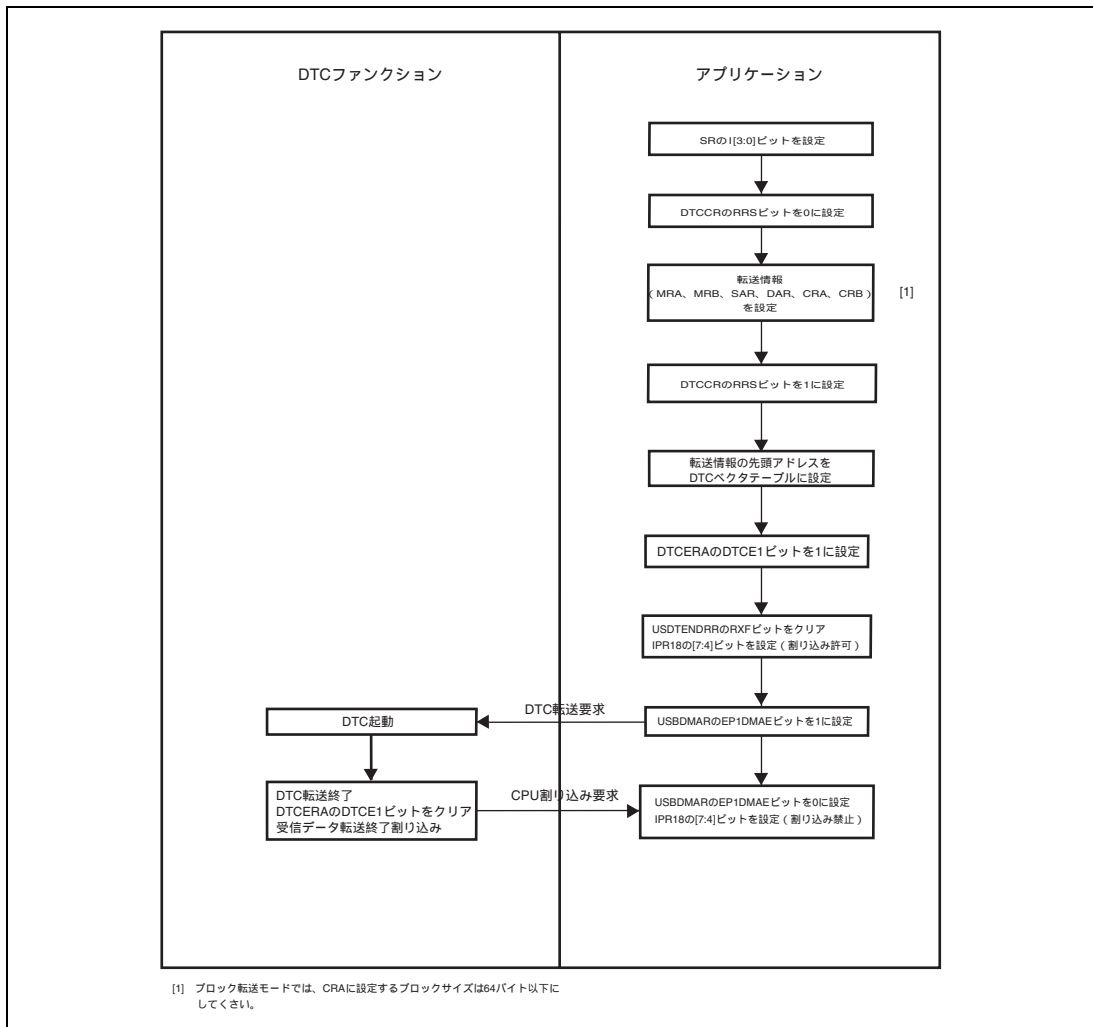 DTCファンクション
アプリケーション
SRのI[3:0]ビットを設定
DTCCRのRRSビットを0に設定
転送情報
(MRA、MRB、SAR、DAR、CRA、CRB)
を設定
[1]
DTCCRのRRSビットを1に設定
転送情報の先頭アドレスを
DTCベクタテーブルに設定
DTCERAのDTCE1ビットを1に設定
USDTENDRRのRXFビットをクリア
IPR18の[7:4]ビットを設定(割り込み許可)
DTC起動
DTC転送要求
USBDMARのEP1DMAEビットを1に設定
DTC転送終了
DTCERAのDTCE1ビットをクリア
受信データ転送終了割り込み
CPU割り込み要求
USBDMARのEP1DMAEビットを0に設定
IPR18の[7:4]ビットを設定(割り込み禁止)
[1] ブロック転送モードでは、CRAに設定するブロックサイズは64バイト以下に
してくさい。